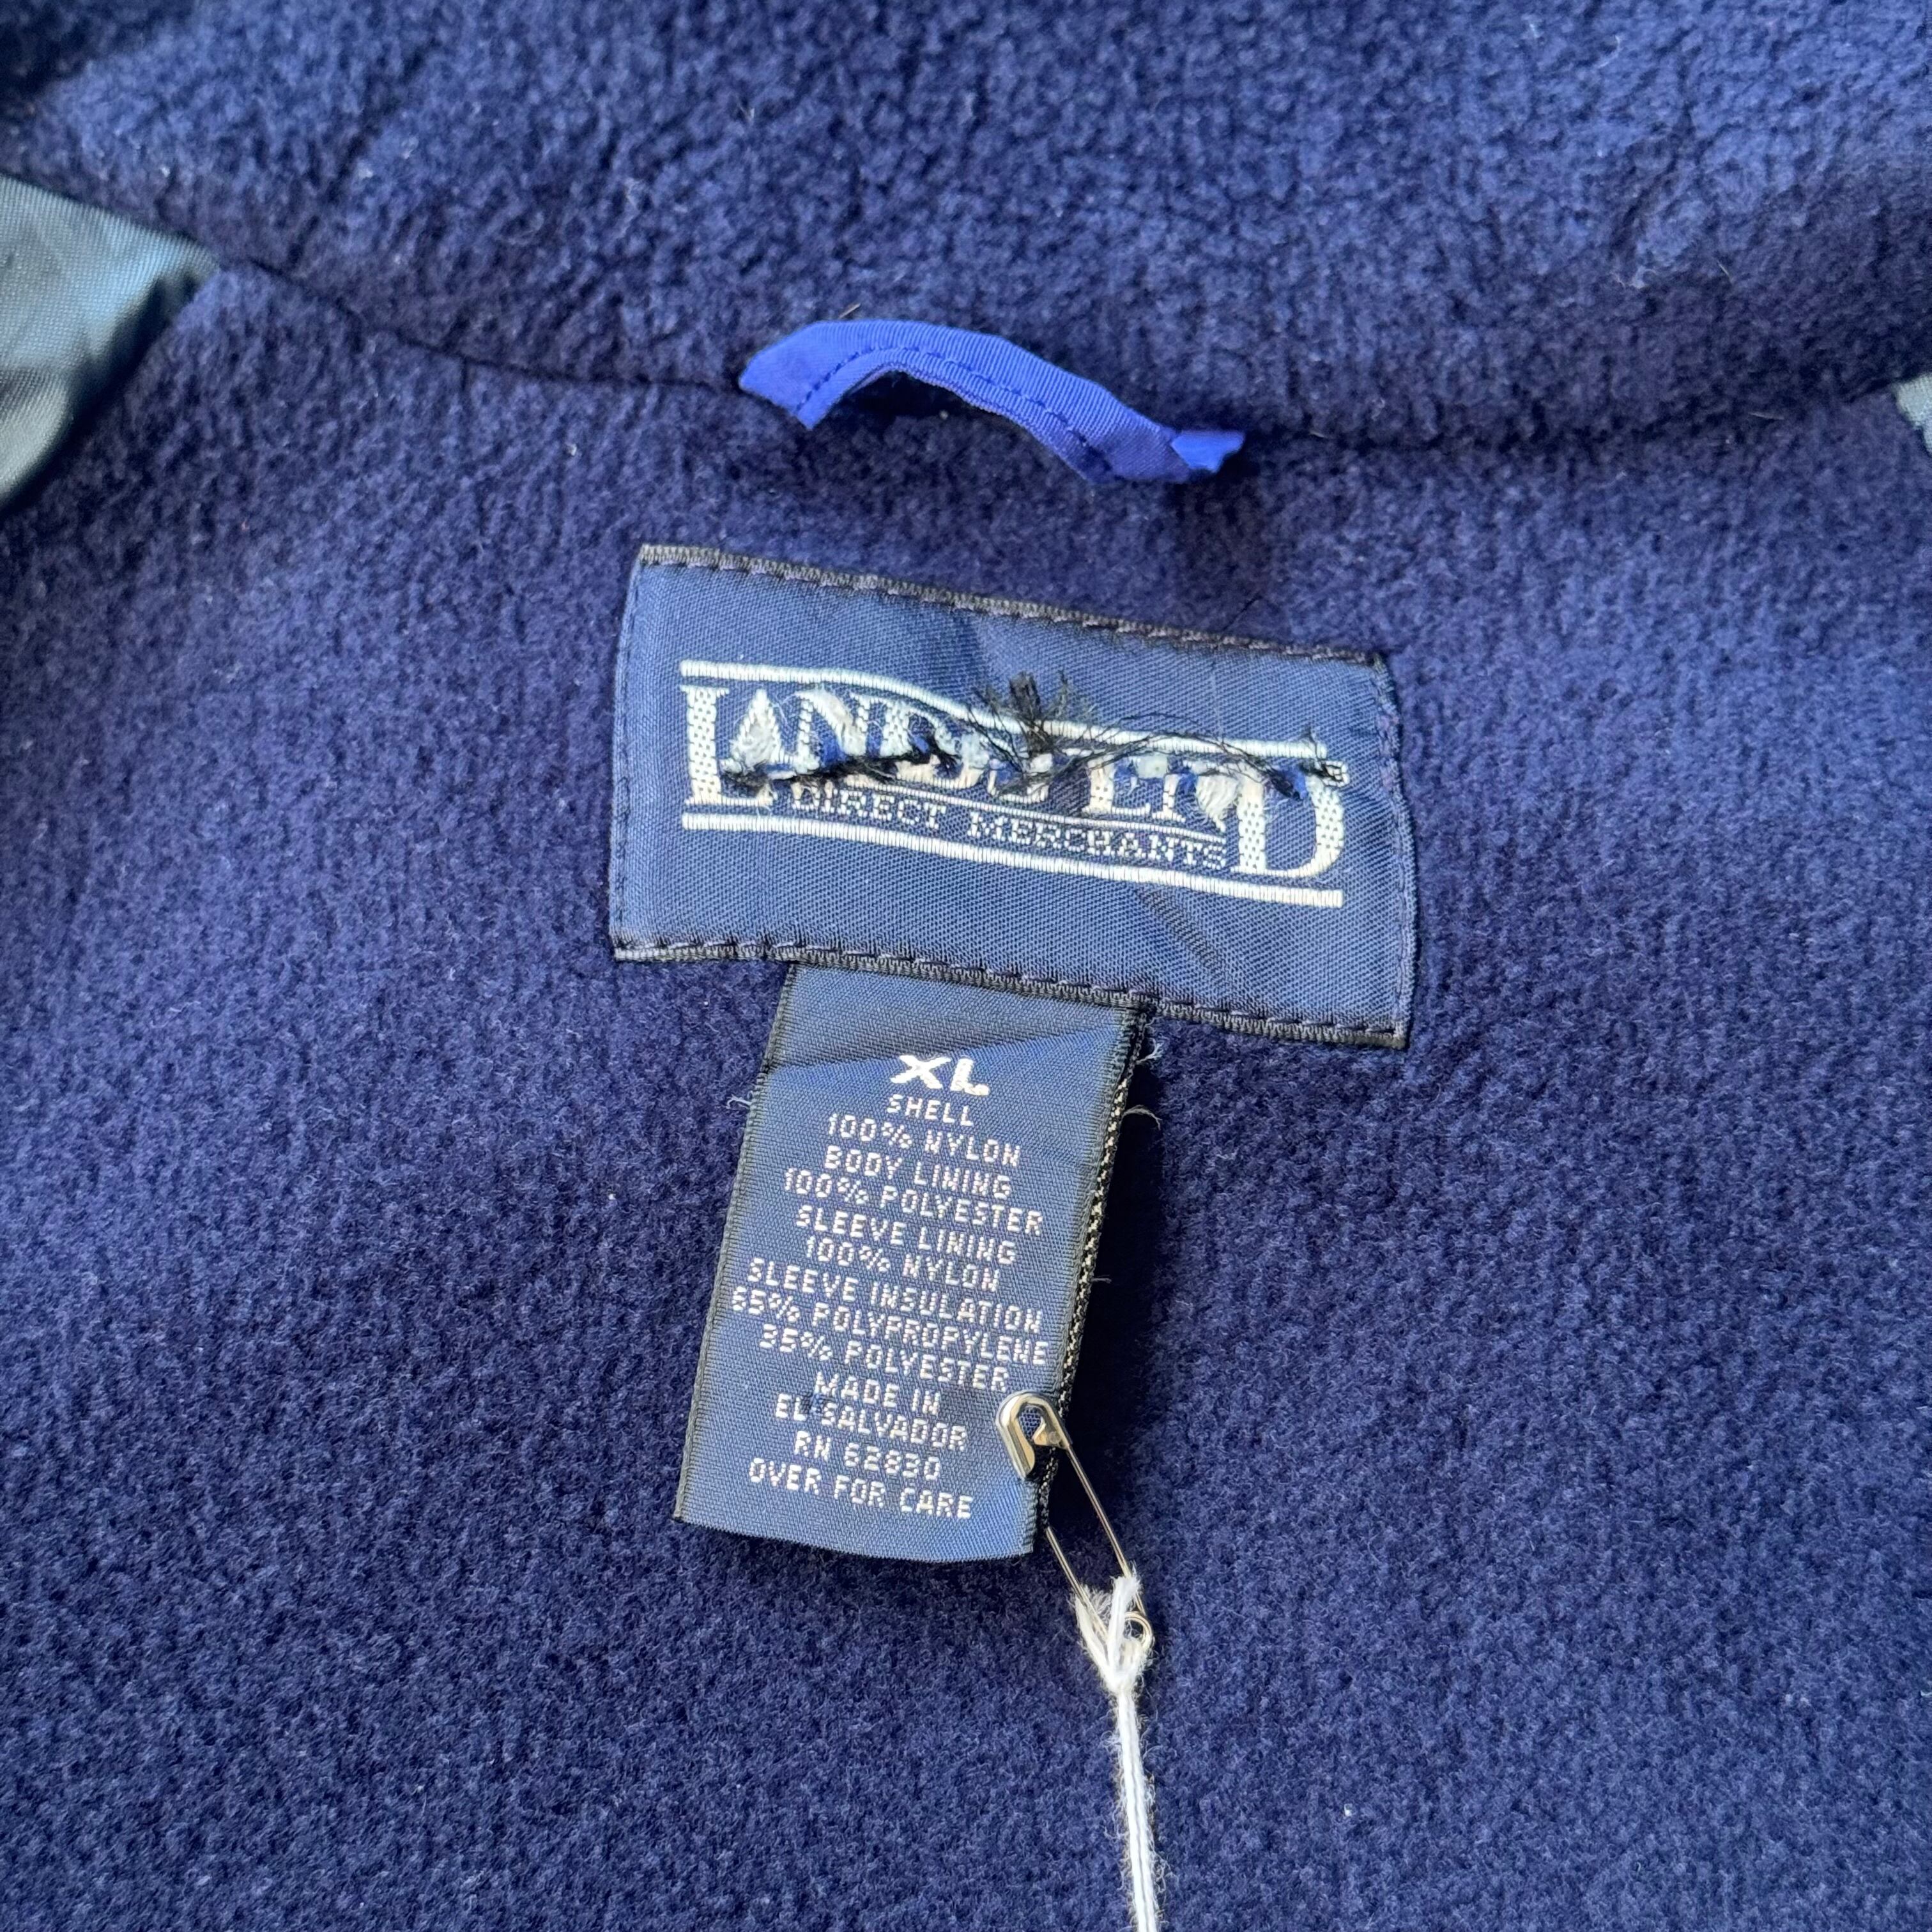 LANDS' END®
DIRECT MERCHANTS
XL
SHELL
100% NYLON
BODY LINING
100% POLYESTER
SLEEVE LINING
100% NYLON
SLEEVE INSULATION
65% POLYPROPYLENE
35% POLYESTER
MADE IN
EL SALVADOR
RN 62830
OVER FOR CARE